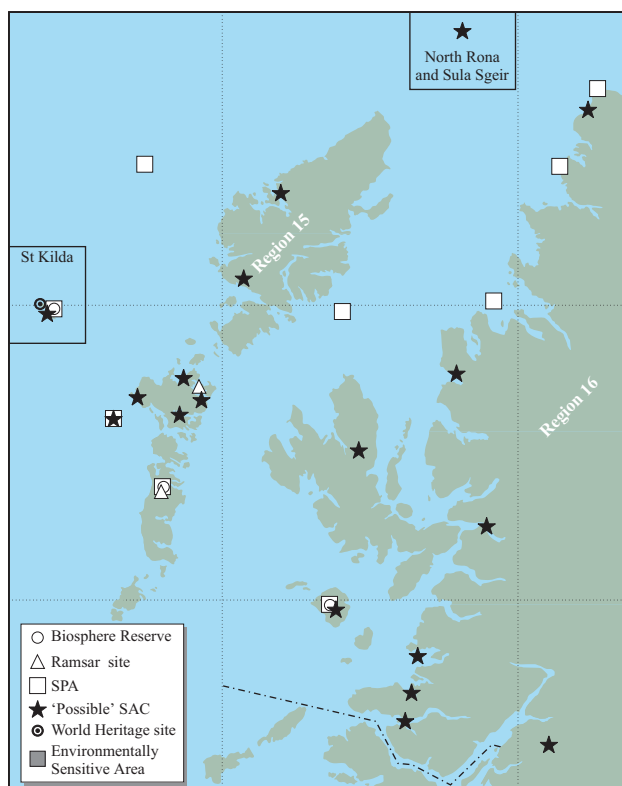 North Rona
and Sula Sgeir
Region 15
St Kilda
Region 16
Biosphere Reserve
Ramsar site
SPA
‘Possible’ SAC
World Heritage site
Environmentally
Sensitive Area